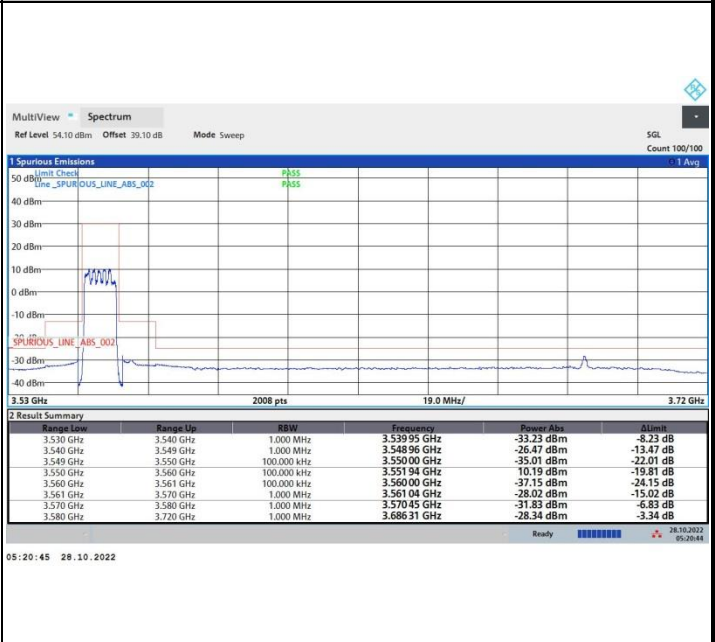 MultiView Spectrum
Ref Level 54.10 dBm Offset 39.10 dB Mode Sweep SGL
Count 100/100
1 Spurious Emissions 1 Avg
50 dBm Limit Check PASS
Line _SPURIOUS_LINE_ABS_002 PASS
40 dBm
30 dBm
20 dBm
10 dBm
0 dBm
-10 dBm
-20 dBm
SPURIOUS_LINE_ABS_002
-30 dBm
-40 dBm
3.53 GHz 2008 pts 19.0 MHz/ 3.72 GHz
2 Result Summary
Range Low Range Up RBW Frequency Power Abs ΔLimit
3.530 GHz 3.540 GHz 1.000 MHz 3.53995 GHz -33.23 dBm -8.23 dB
3.540 GHz 3.549 GHz 1.000 MHz 3.54896 GHz -26.47 dBm -13.47 dB
3.549 GHz 3.550 GHz 100.000 kHz 3.55000 GHz -35.01 dBm -22.01 dB
3.550 GHz 3.560 GHz 100.000 kHz 3.55194 GHz 10.19 dBm -19.81 dB
3.560 GHz 3.561 GHz 100.000 kHz 3.56000 GHz -37.15 dBm -24.15 dB
3.561 GHz 3.570 GHz 1.000 MHz 3.56104 GHz -28.02 dBm -15.02 dB
3.570 GHz 3.580 GHz 1.000 MHz 3.57045 GHz -31.83 dBm -6.83 dB
3.580 GHz 3.720 GHz 1.000 MHz 3.68631 GHz -28.34 dBm -3.34 dB
Ready 28.10.2022
05:20:44
05:20:45 28.10.2022